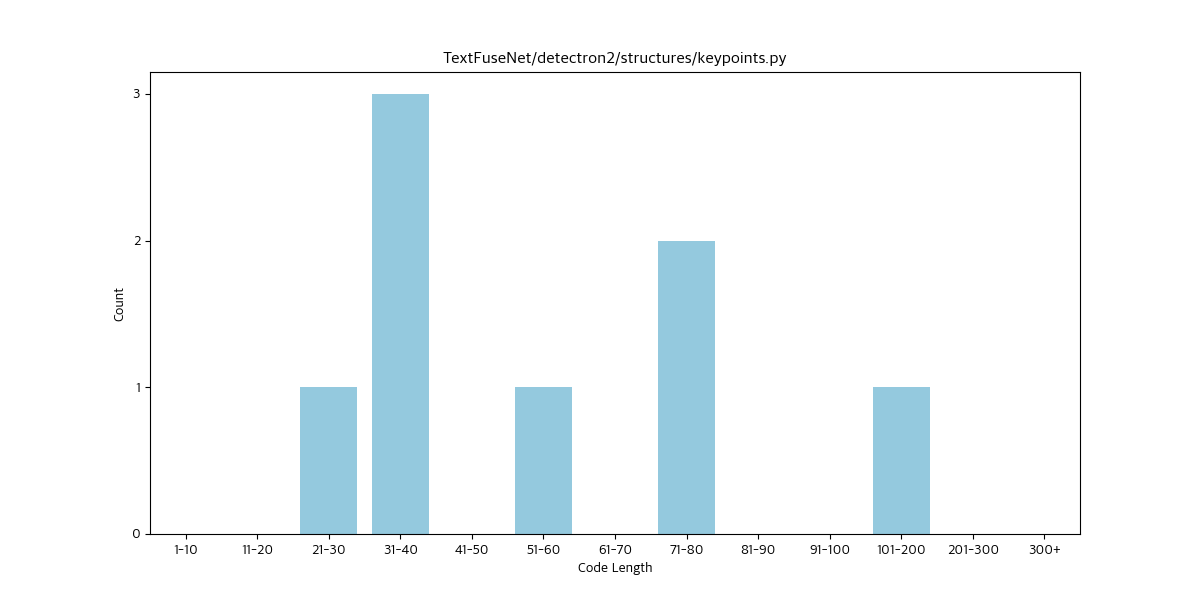 TextFuseNet/detectron2/structures/keypoints.py
Count
3
2
1
0
1-10 11-20 21-30 31-40 41-50 51-60 61-70 71-80 81-90 91-100 101-200 201-300 300+
Code Length